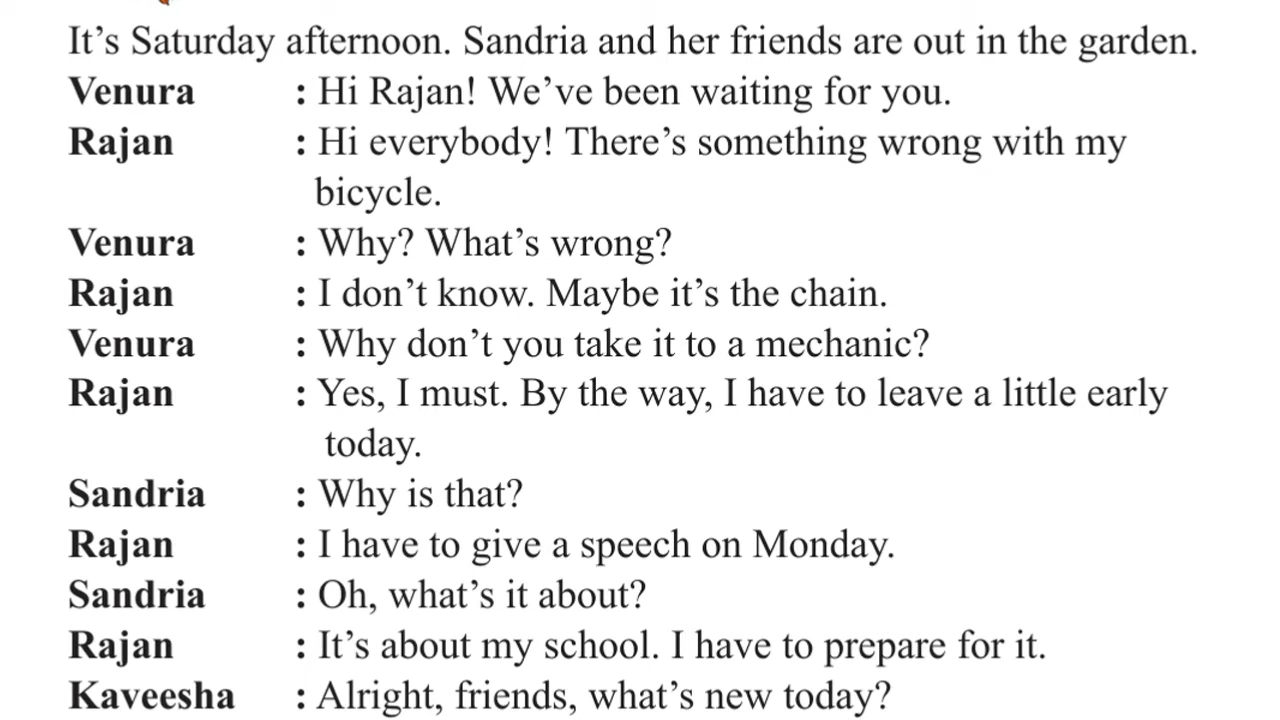 It’s Saturday afternoon. Sandria and her friends are out in the garden.
Venura : Hi Rajan! We’ve been waiting for you.
Rajan : Hi everybody! There’s something wrong with my
bicycle.
Venura : Why? What’s wrong?
Rajan : I don’t know. Maybe it’s the chain.
Venura : Why don’t you take it to a mechanic?
Rajan : Yes, I must. By the way, I have to leave a little early
today.
Sandria : Why is that?
Rajan : I have to give a speech on Monday.
Sandria : Oh, what’s it about?
Rajan : It’s about my school. I have to prepare for it.
Kaveesha : Alright, friends, what’s new today?